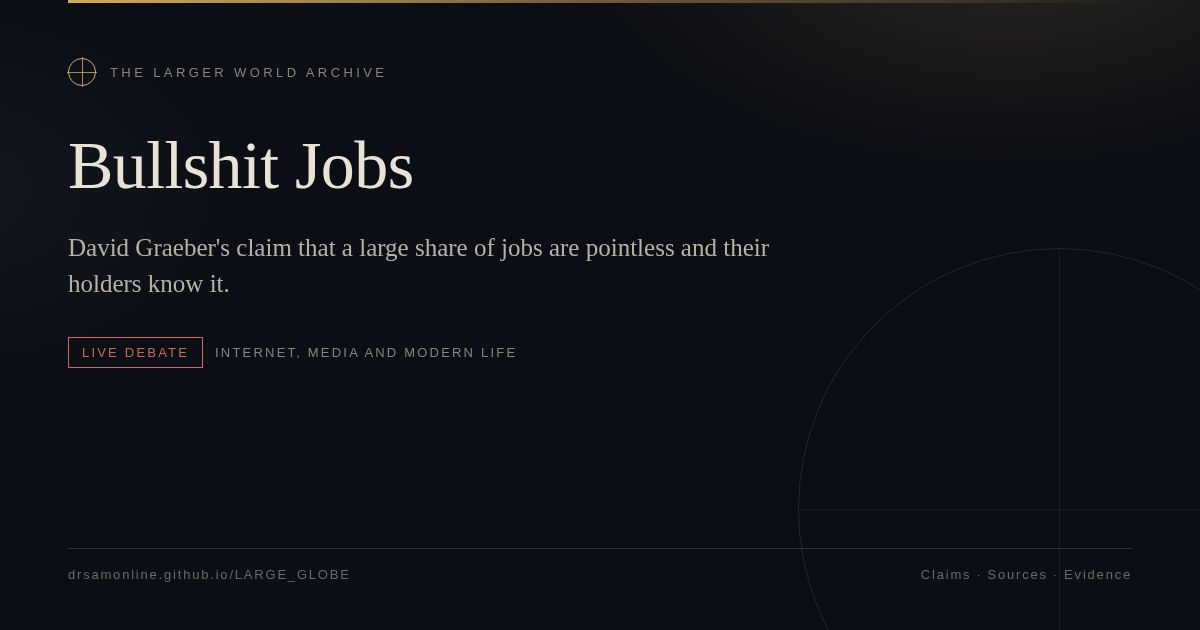 THE LARGER WORLD ARCHIVE
Bullshit Jobs
David Graeber's claim that a large share of jobs are pointless and their
holders know it.
LIVE DEBATE INTERNET, MEDIA AND MODERN LIFE
drsamonline.github.io/LARGE_GLOBE Claims · Sources · Evidence